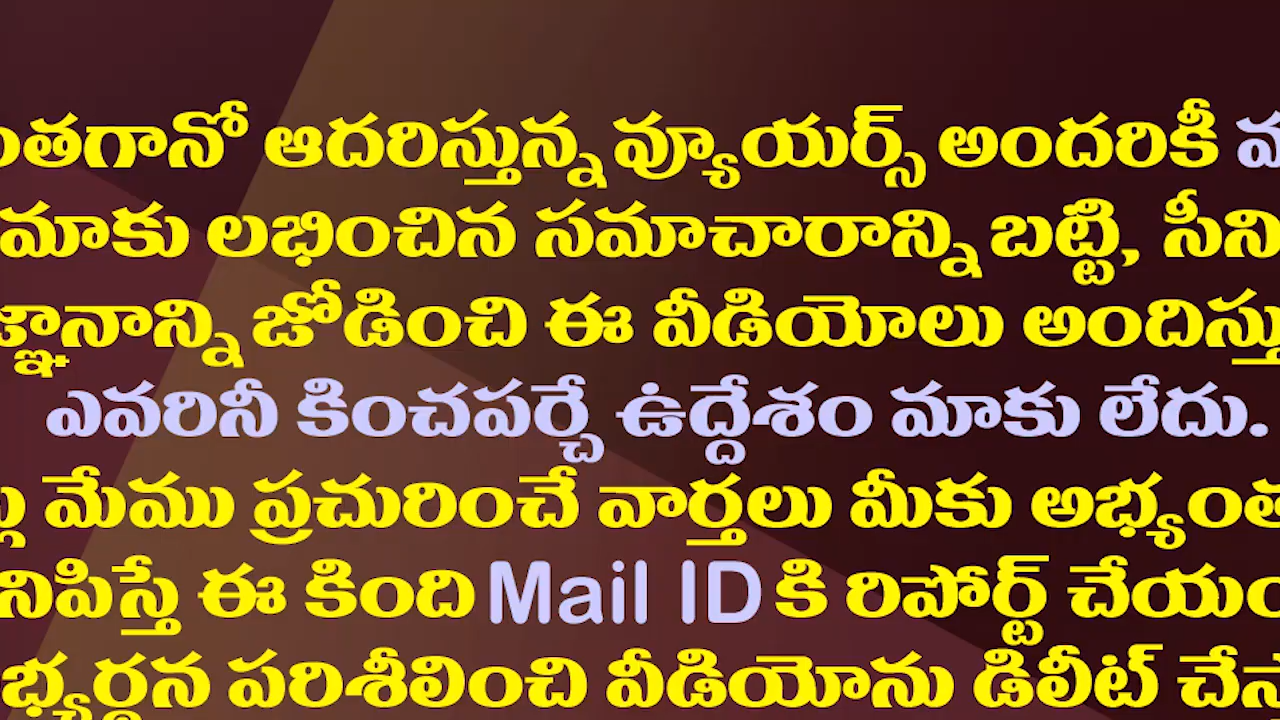 ఆదరిస్తున్న వ్యూయర్స్ అందరికీ
మాకు లభించిన సమాచారాన్ని బట్టి,
జోడించి ఈ వీడియోలు
ఎవరినీ కించపర్చే ఉద్దేశం మాకు లేదు.
మేము ప్రచురించే వార్తలు మీకు
ఈ కింది Mail ID కి రిపోర్ట్
పరిశీలించి వీడియోను డిలీట్